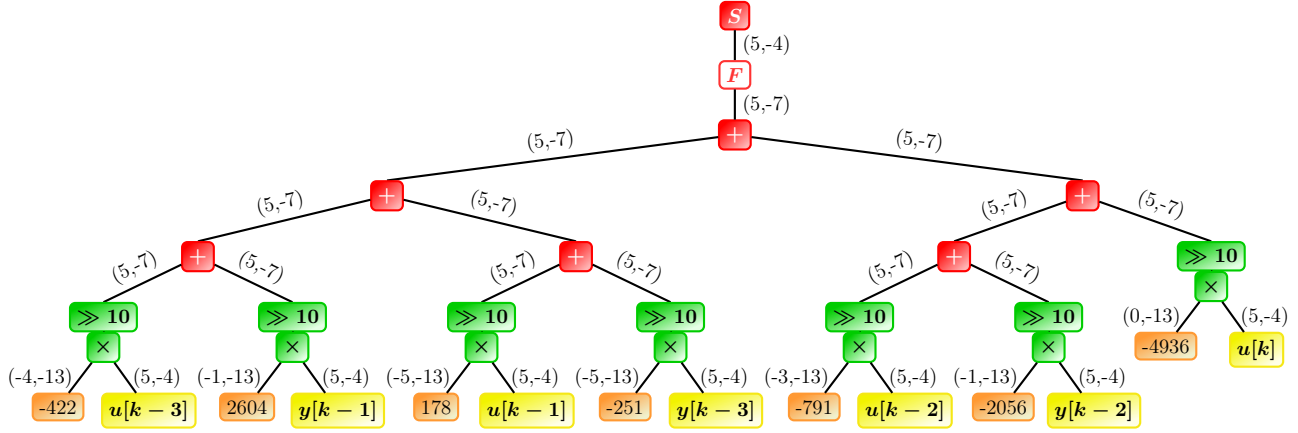 S
(5,-4)
F
(5,-7)
+
(5,-7) (5,-7)
+ +
(5,-7) (5,-7) (5,-7) (5,-7)
+ + + ≫ 10
(5,-7) (5,-7) (5,-7) (5,-7) (5,-7) (5,-7) ×
≫ 10 ≫ 10 ≫ 10 ≫ 10 ≫ 10 ≫ 10 (0,-13) (5,-4)
× × × × × × -4936 u[k]
(-4,-13) (5,-4) (-1,-13) (5,-4) (-5,-13) (5,-4) (-5,-13) (5,-4) (-3,-13) (5,-4) (-1,-13) (5,-4)
-422 u[k − 3] 2604 y[k − 1] 178 u[k − 1] -251 y[k − 3] -791 u[k − 2] -2056 y[k − 2]